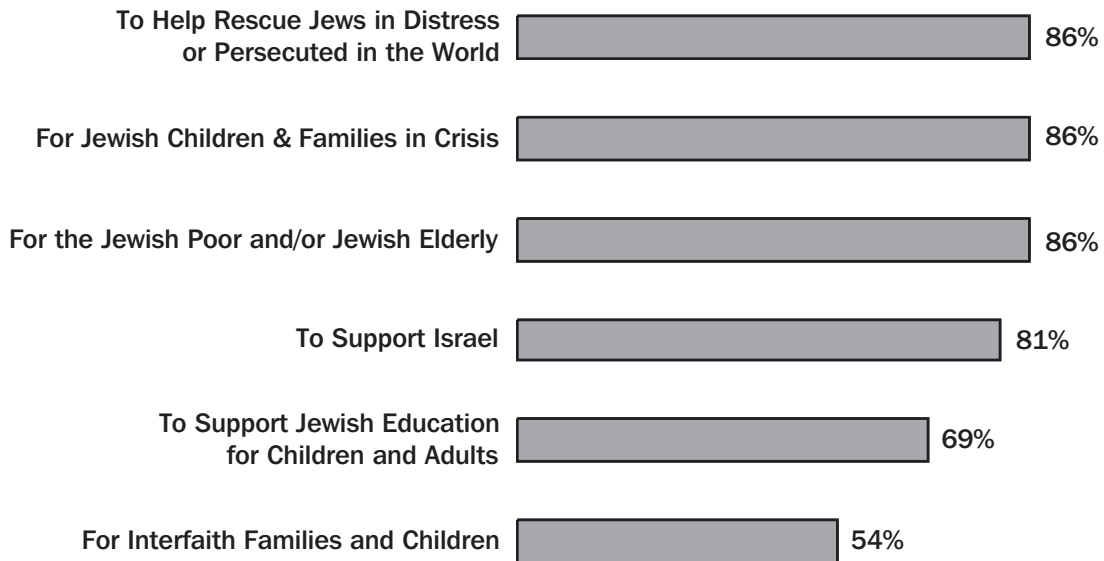 To Help Rescue Jews in Distress
or Persecuted in the World
86%
For Jewish Children & Families in Crisis
86%
For the Jewish Poor and/or Jewish Elderly
86%
To Support Israel
81%
To Support Jewish Education
for Children and Adults
69%
For Interfaith Families and Children
54%